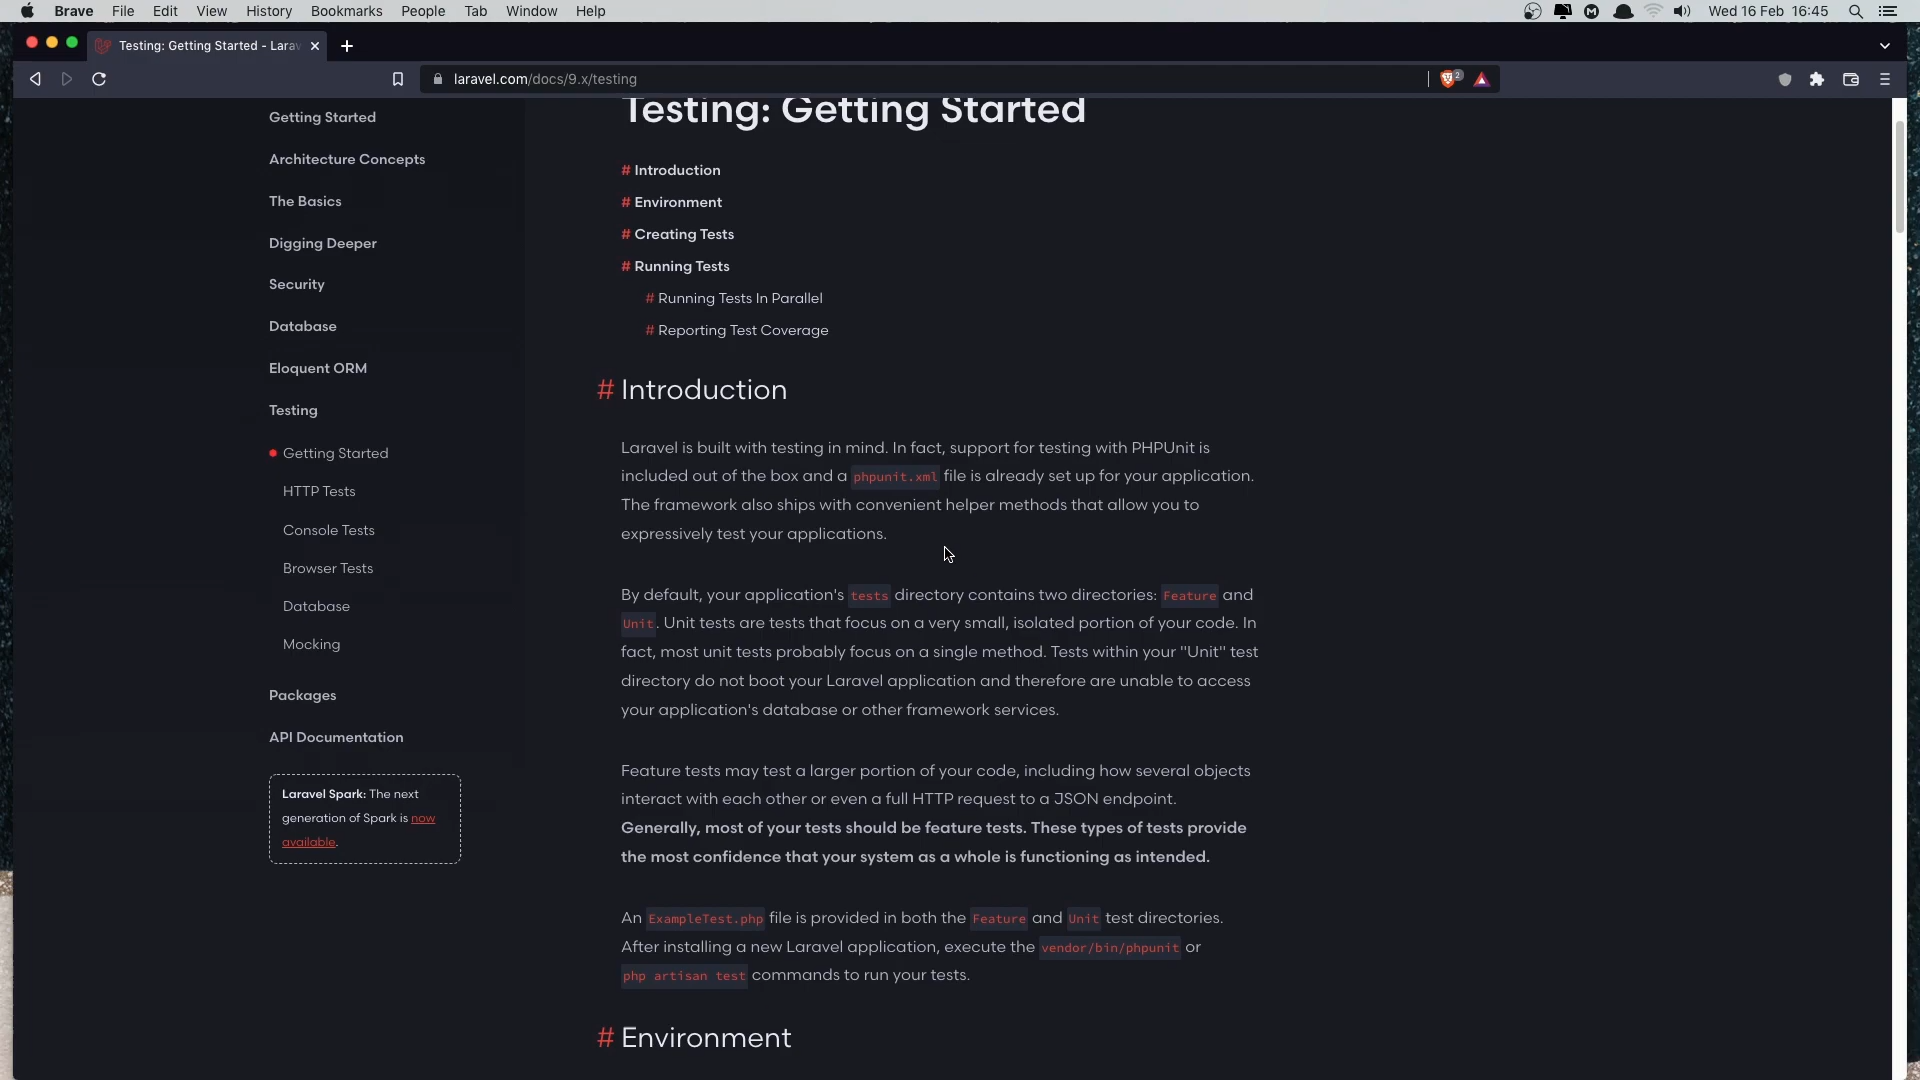 Brave File Edit View History Bookmarks People Tab Window Help Wed 16 Feb 16:45
Testing: Getting Started - Larav
laravel.com/docs/9.x/testing 2
Getting Started
Architecture Concepts
The Basics
Digging Deeper
Security
Database
Eloquent ORM
Testing
Getting Started
HTTP Tests
Console Tests
Browser Tests
Database
Mocking
Packages
API Documentation
Laravel Spark: The next
generation of Spark is now
available.
Testing: Getting Started
# Introduction
# Environment
# Creating Tests
# Running Tests
# Running Tests In Parallel
# Reporting Test Coverage
# Introduction
Laravel is built with testing in mind. In fact, support for testing with PHPUnit is
included out of the box and a phpunit.xml file is already set up for your application.
The framework also ships with convenient helper methods that allow you to
expressively test your applications.
By default, your application's tests directory contains two directories: Feature and
Unit. Unit tests are tests that focus on a very small, isolated portion of your code. In
fact, most unit tests probably focus on a single method. Tests within your "Unit" test
directory do not boot your Laravel application and therefore are unable to access
your application's database or other framework services.
Feature tests may test a larger portion of your code, including how several objects
interact with each other or even a full HTTP request to a JSON endpoint.
Generally, most of your tests should be feature tests. These types of tests provide
the most confidence that your system as a whole is functioning as intended.
An ExampleTest.php file is provided in both the Feature and Unit test directories.
After installing a new Laravel application, execute the vendor/bin/phpunit or
php artisan test commands to run your tests.
# Environment